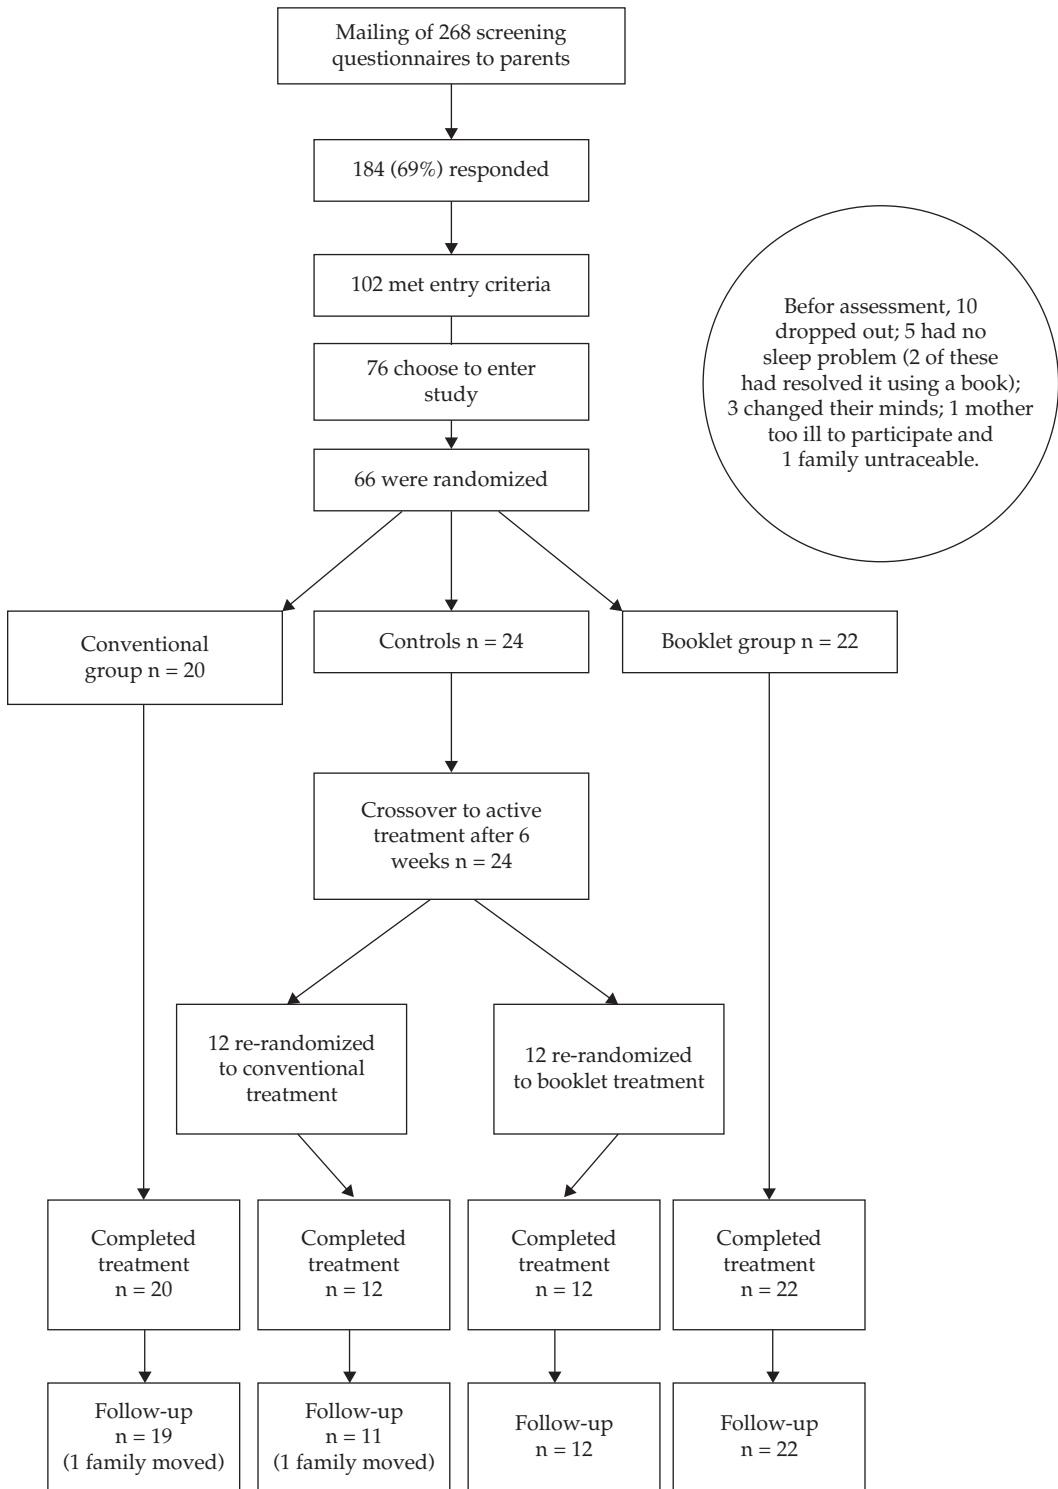 Mailing of 268 screening
questionnaires to parents
184 (69%) responded
102 met entry criteria
76 choose to enter
study
66 were randomized
Befor assessment, 10
dropped out; 5 had no
sleep problem (2 of these
had resolved it using a book);
3 changed their minds; 1 mother
too ill to participate and
1 family untraceable.
Conventional
group n = 20
Controls n = 24
Booklet group n = 22
Crossover to active
treatment after 6
weeks n = 24
12 re-randomized
to conventional
treatment
12 re-randomized
to booklet treatment
Completed
treatment
n = 20
Completed
treatment
n = 12
Completed
treatment
n = 12
Completed
treatment
n = 22
Follow-up
n = 19
(1 family moved)
Follow-up
n = 11
(1 family moved)
Follow-up
n = 12
Follow-up
n = 22